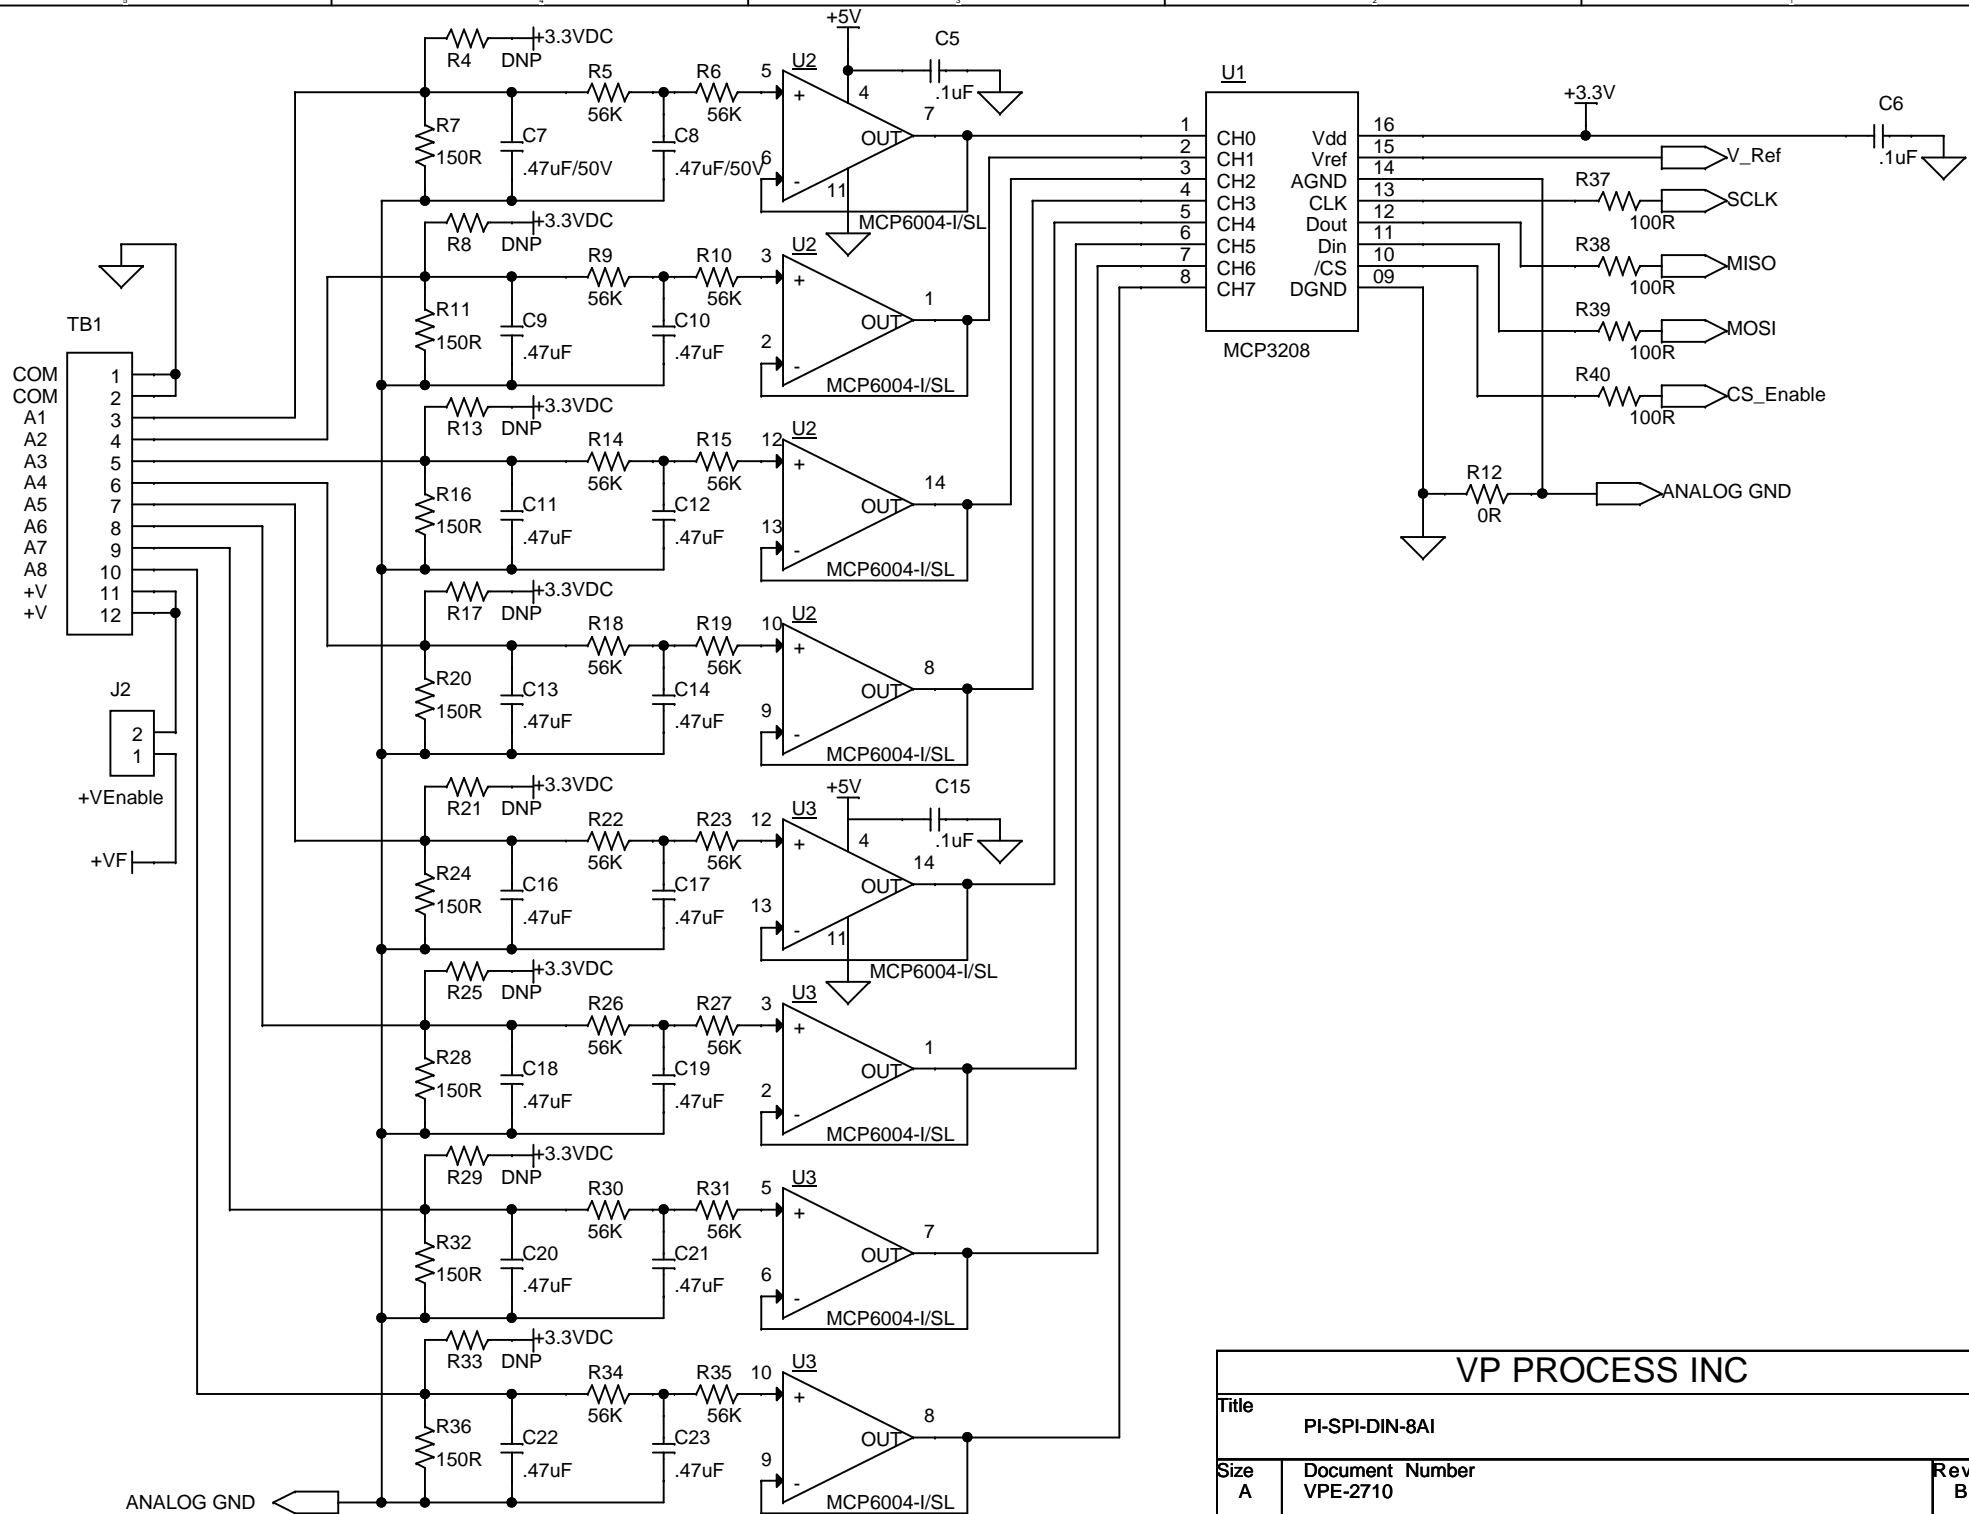 5 4 3 2 1
+5V
C5
.1uF
R4 DNP +3.3VDC
R5 56K
R6 56K
R7 150R
C7 .47uF/50V
C8 .47uF/50V
U2
5 + 6 - 4 11 OUT 7
MCP6004-I/SL
R8 DNP +3.3VDC
R9 56K
R10 56K
R11 150R
C9 .47uF
C10 .47uF
U2
3 + 2 - OUT 1
MCP6004-I/SL
R13 DNP +3.3VDC
R14 56K
R15 56K
R16 150R
C11 .47uF
C12 .47uF
U2
12 + 13 - OUT 14
MCP6004-I/SL
R17 DNP +3.3VDC
R18 56K
R19 56K
R20 150R
C13 .47uF
C14 .47uF
U2
10 + 9 - OUT 8
MCP6004-I/SL
+5V
C15
.1uF
R21 DNP +3.3VDC
R22 56K
R23 56K
R24 150R
C16 .47uF
C17 .47uF
U3
12 + 13 - 4 11 OUT 14
MCP6004-I/SL
R25 DNP +3.3VDC
R26 56K
R27 56K
R28 150R
C18 .47uF
C19 .47uF
U3
3 + 2 - OUT 1
MCP6004-I/SL
R29 DNP +3.3VDC
R30 56K
R31 56K
R32 150R
C20 .47uF
C21 .47uF
U3
5 + 6 - OUT 7
MCP6004-I/SL
R33 DNP +3.3VDC
R34 56K
R35 56K
R36 150R
C22 .47uF
C23 .47uF
U3
10 + 9 - OUT 8
MCP6004-I/SL
ANALOG GND
TB1
COM 1
COM 2
A1 3
A2 4
A3 5
A4 6
A5 7
A6 8
A7 9
A8 10
+V 11
+V 12
J2
2
1
+VEnable
+VF
U1
1 CH0 Vdd 16
2 CH1 Vref 15
3 CH2 AGND 14
4 CH3 CLK 13
5 CH4 Dout 12
6 CH5 Din 11
7 CH6 /CS 10
8 CH7 DGND 09
MCP3208
+3.3V
C6
.1uF
V_Ref
R37 100R SCLK
R38 100R MISO
R39 100R MOSI
R40 100R CS_Enable
R12 0R ANALOG GND
VP PROCESS INC
Title
PI-SPI-DIN-8AI
Size Document Number Rev
A VPE-2710 B